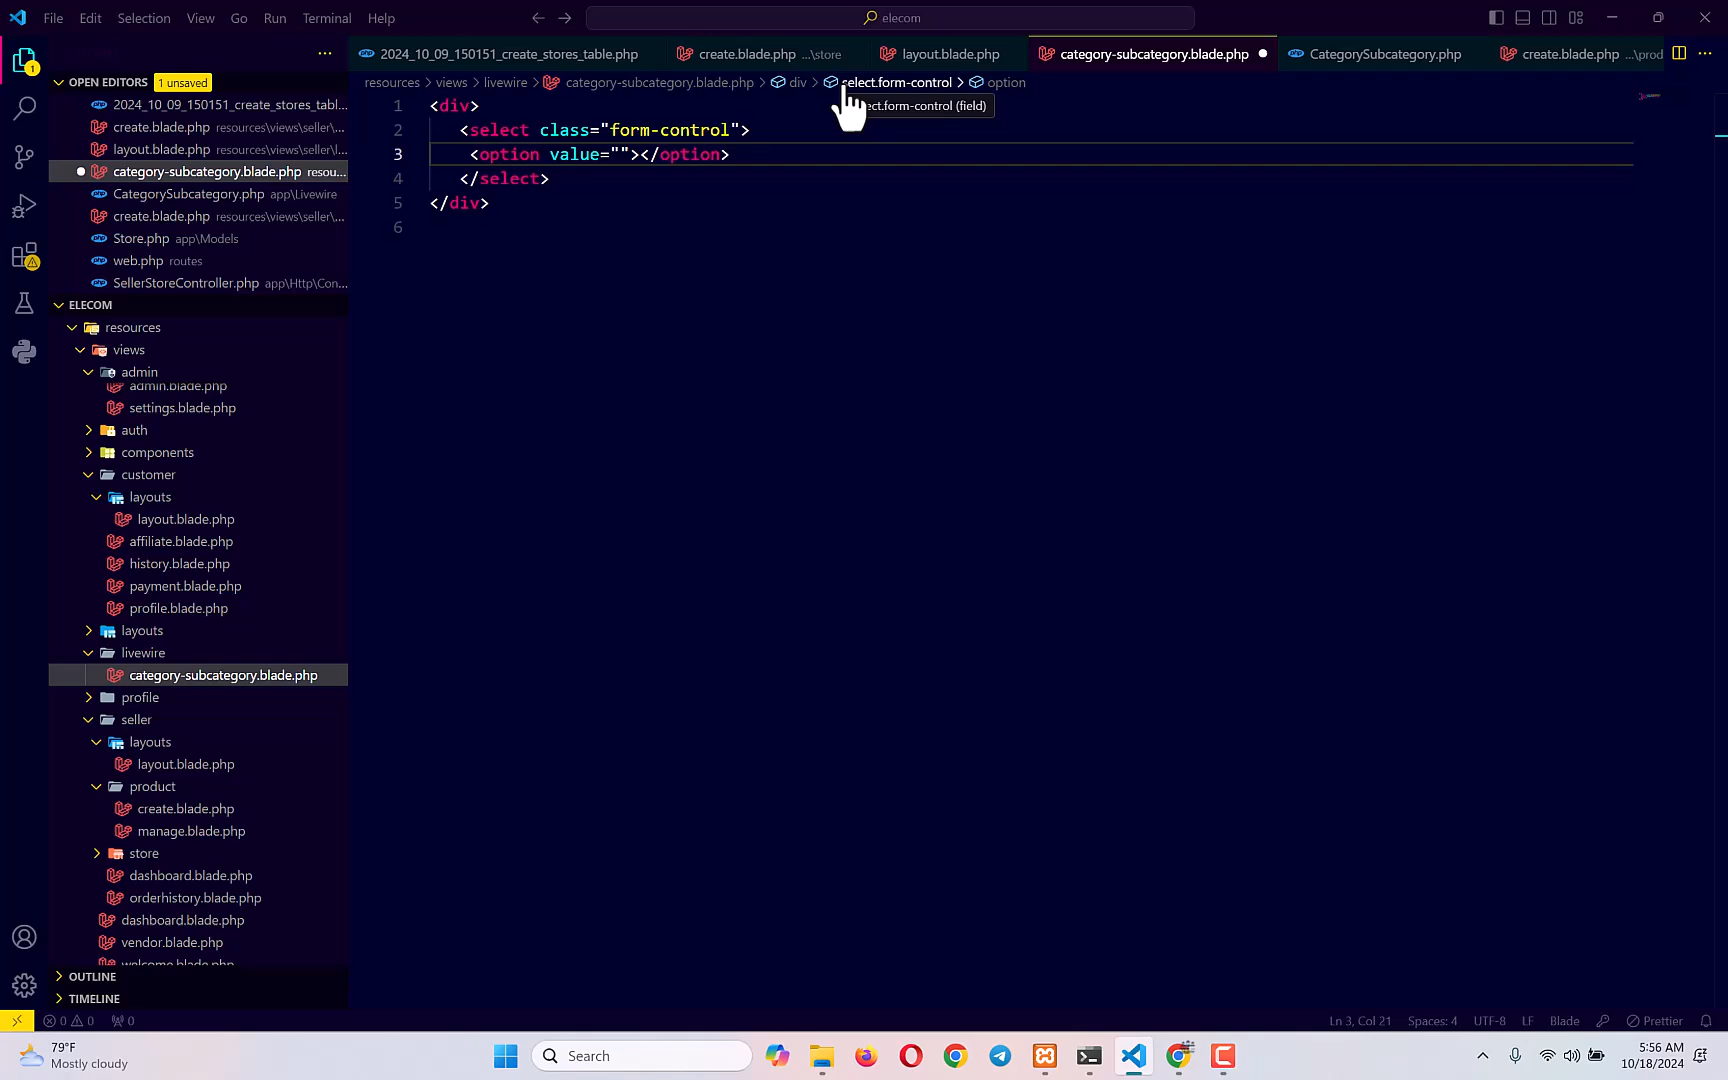 File Edit Selection View Go Run Terminal Help
elecom
2024_10_09_150151_create_stores_table.php
create.blade.php ...\store
layout.blade.php
category-subcategory.blade.php
CategorySubcategory.php
create.blade.php ...\prod
resources > views > livewire > category-subcategory.blade.php > div > select.form-control > option
ect.form-control (field)
1 <div>
2 <select class="form-control">
3 <option value=""></option>
4 </select>
5 </div>
6
1
OPEN EDITORS 1 unsaved
2024_10_09_150151_create_stores_tabl...
create.blade.php resources\views\seller\...
layout.blade.php resources\views\seller\l...
category-subcategory.blade.php resou...
CategorySubcategory.php app\Livewire
create.blade.php resources\views\seller\...
Store.php app\Models
web.php routes
SellerStoreController.php app\Http\Con...
ELECOM
resources
views
admin
admin.blade.php
settings.blade.php
auth
components
customer
layouts
layout.blade.php
affiliate.blade.php
history.blade.php
payment.blade.php
profile.blade.php
layouts
livewire
category-subcategory.blade.php
profile
seller
layouts
layout.blade.php
product
create.blade.php
manage.blade.php
store
dashboard.blade.php
orderhistory.blade.php
dashboard.blade.php
vendor.blade.php
welcome.blade.php
OUTLINE
TIMELINE
0 0 0
Ln 3, Col 21 Spaces: 4 UTF-8 LF Blade Prettier
79°F
Mostly cloudy
Search
5:56 AM
10/18/2024